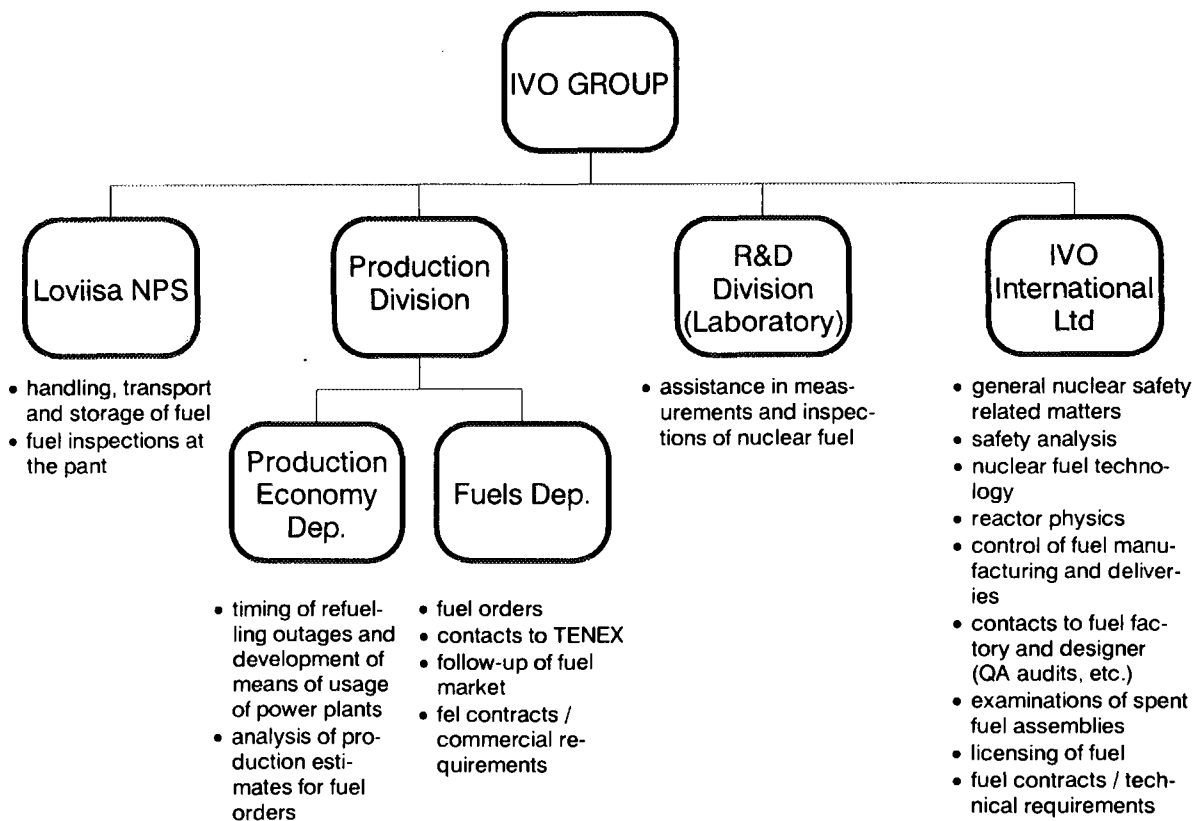 IVO GROUP
Loviisa NPS
• handling, transport
and storage of fuel
• fuel inspections at
the pant
Production
Division
Production
Economy
Dep.
• timing of refuel-
ling outages and
development of
means of usage
of power plants
• analysis of pro-
duction esti-
mates for fuel
orders
Fuels Dep.
• fuel orders
• contacts to TENEX
• follow-up of fuel
market
• fel contracts /
commercial re-
quirements
R&D
Division
(Laboratory)
• assistance in meas-
urements and inspec-
tions of nuclear fuel
IVO
International
Ltd
• general nuclear safety
related matters
• safety analysis
• nuclear fuel techno-
logy
• reactor physics
• control of fuel manu-
facturing and deliver-
ies
• contacts to fuel fac-
tory and designer
(QA audits, etc.)
• examinations of spent
fuel assemblies
• licensing of fuel
• fuel contracts / tech-
nical requirements